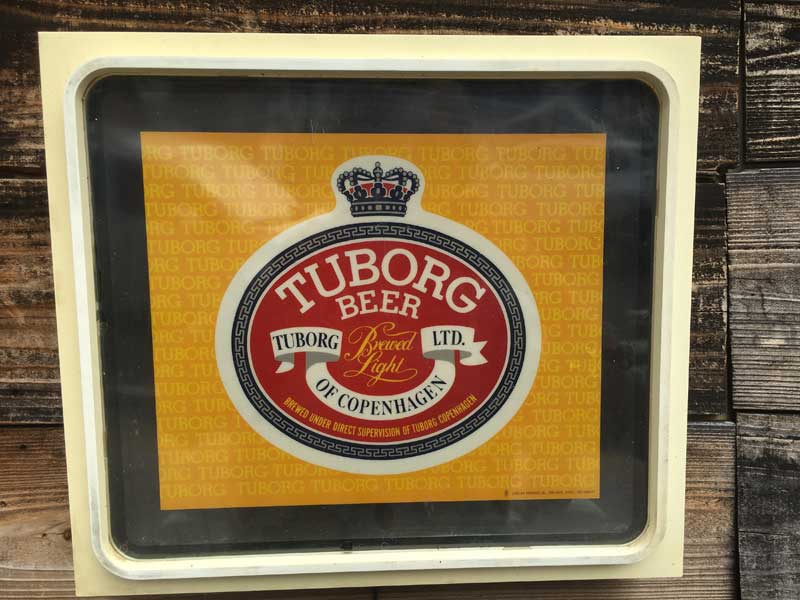 TUBORG
BEER
TUBORG Brewed Light LTD.
OF COPENHAGEN
BREWED UNDER DIRECT SUPERVISION OF TUBORG COPENHAGEN